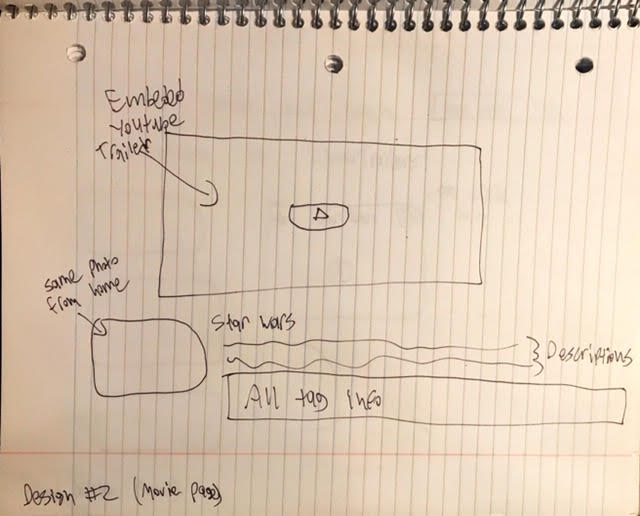 Embeded
Youtube
Trailer
same photo
from home
Star wars
Descriptions
All tag info
Design #2 (Movie page)